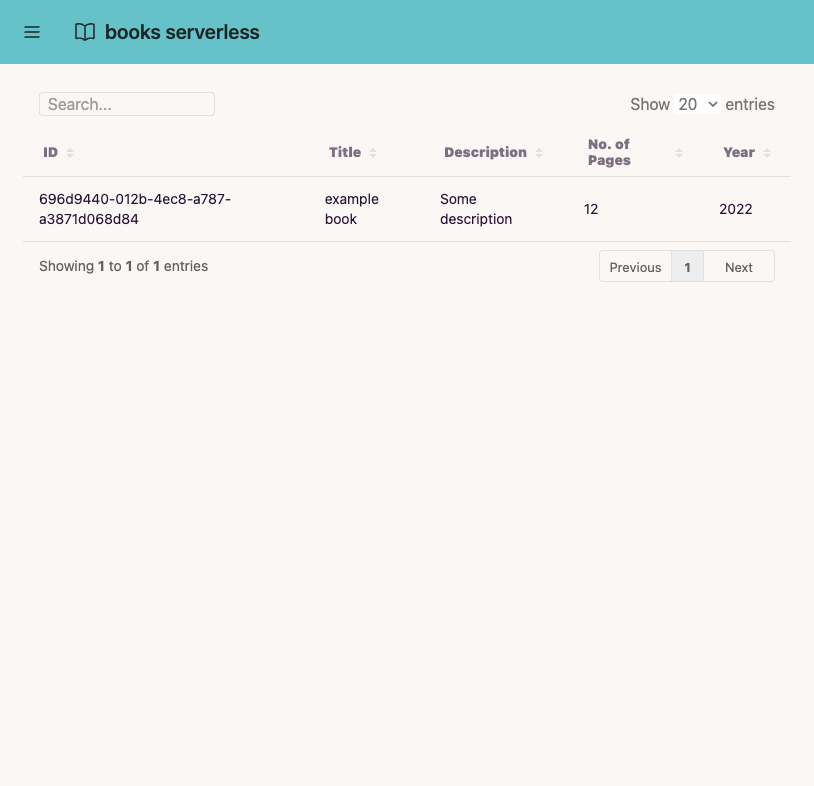 books serverless
Search...
Show 20 entries
ID Title Description No. of Pages Year
696d9440-012b-4ec8-a787-a3871d068d84 example book Some description 12 2022
Showing 1 to 1 of 1 entries
Previous 1 Next